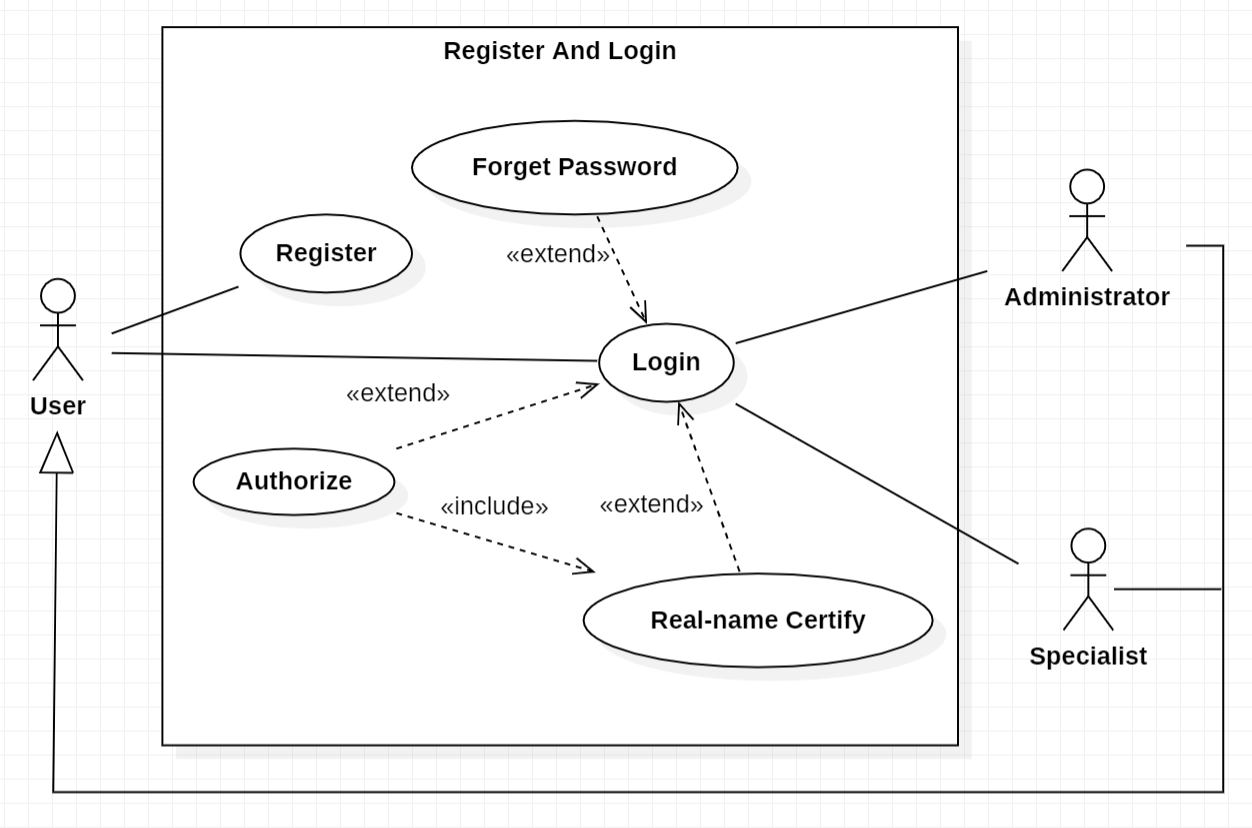 Register And Login
Forget Password
Register
«extend»
Administrator
Login
User
«extend»
Authorize
«include»
«extend»
Real-name Certify
Specialist